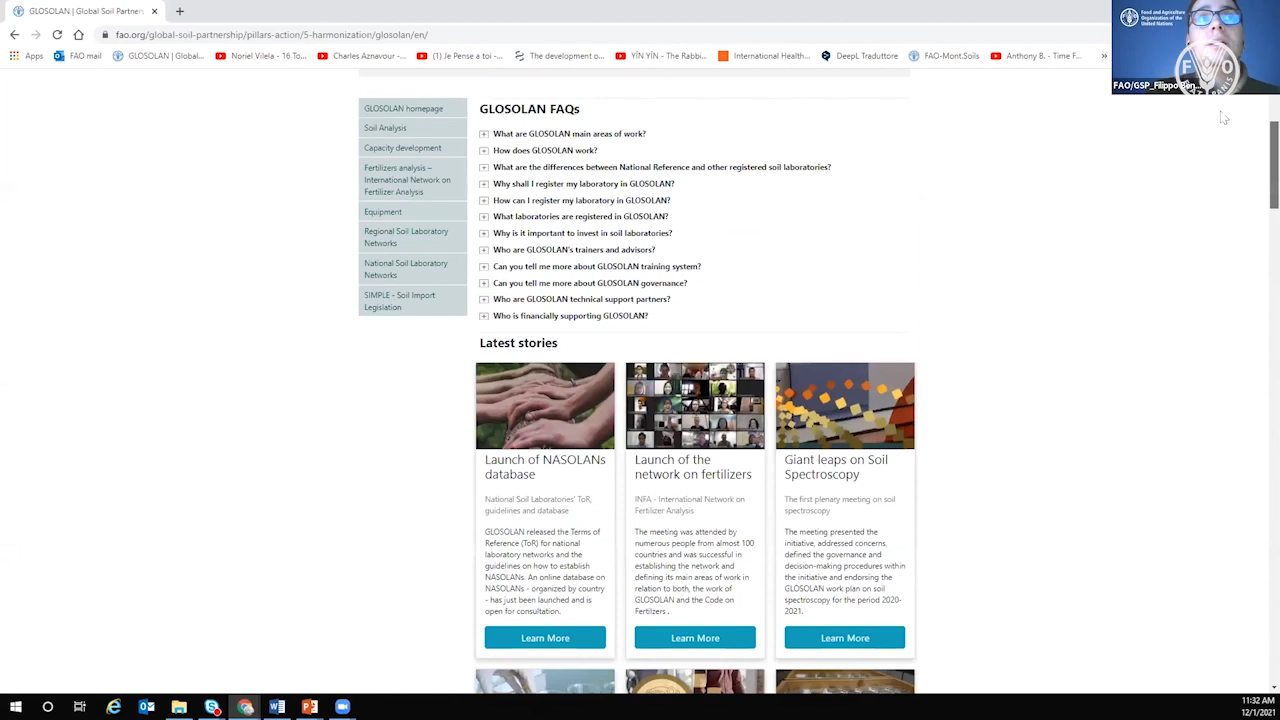 GLOSOLAN | Global Soil Partners
fao.org/global-soil-partnership/pillars-action/5-harmonization/glosolan/en/
Apps
FAO mail
GLOSOLAN | Global...
Noriel Vilela - 16 To...
Charles Aznavour -...
(1) Je Pense a toi -...
The development o...
YİN YİN - The Rabbi...
International Health...
DeepL Traduttore
FAO-Mont.Soils
Anthony B. - Time F...
»
Food and Agriculture
Organization of the
United Nations
FAO/GSP_Filippo Ben...
GLOSOLAN homepage
Soil Analysis
Capacity development
Fertilizers analysis –
International Network on
Fertilizer Analysis
Equipment
Regional Soil Laboratory
Networks
National Soil Laboratory
Networks
SIMPLE - Soil Import
Legislation
GLOSOLAN FAQs
What are GLOSOLAN main areas of work?
How does GLOSOLAN work?
What are the differences between National Reference and other registered soil laboratories?
Why shall I register my laboratory in GLOSOLAN?
How can I register my laboratory in GLOSOLAN?
What laboratories are registered in GLOSOLAN?
Why is it important to invest in soil laboratories?
Who are GLOSOLAN's trainers and advisors?
Can you tell me more about GLOSOLAN training system?
Can you tell me more about GLOSOLAN governance?
Who are GLOSOLAN technical support partners?
Who is financially supporting GLOSOLAN?
Latest stories
Launch of NASOLANs
database
National Soil Laboratories' ToR,
guidelines and database
GLOSOLAN released the Terms of
Reference (ToR) for national
laboratory networks and the
guidelines on how to establish
NASOLANs. An online database on
NASOLANs - organized by country
- has just been launched and is
open for consultation.
Learn More
Launch of the
network on fertilizers
INFA - International Network on
Fertilizer Analysis
The meeting was attended by
numerous people from almost 100
countries and was successful in
establishing the network and
defining its main areas of work in
relation to both, the work of
GLOSOLAN and the Code on
Fertilzers .
Learn More
Giant leaps on Soil
Spectroscopy
The first plenary meeting on soil
spectroscopy
The meeting presented the
initiative, addressed concerns,
defined the governance and
decision-making procedures within
the initiative and endorsing the
GLOSOLAN work plan on soil
spectroscopy for the period 2020-
2021.
Learn More
11:32 AM
12/1/2021